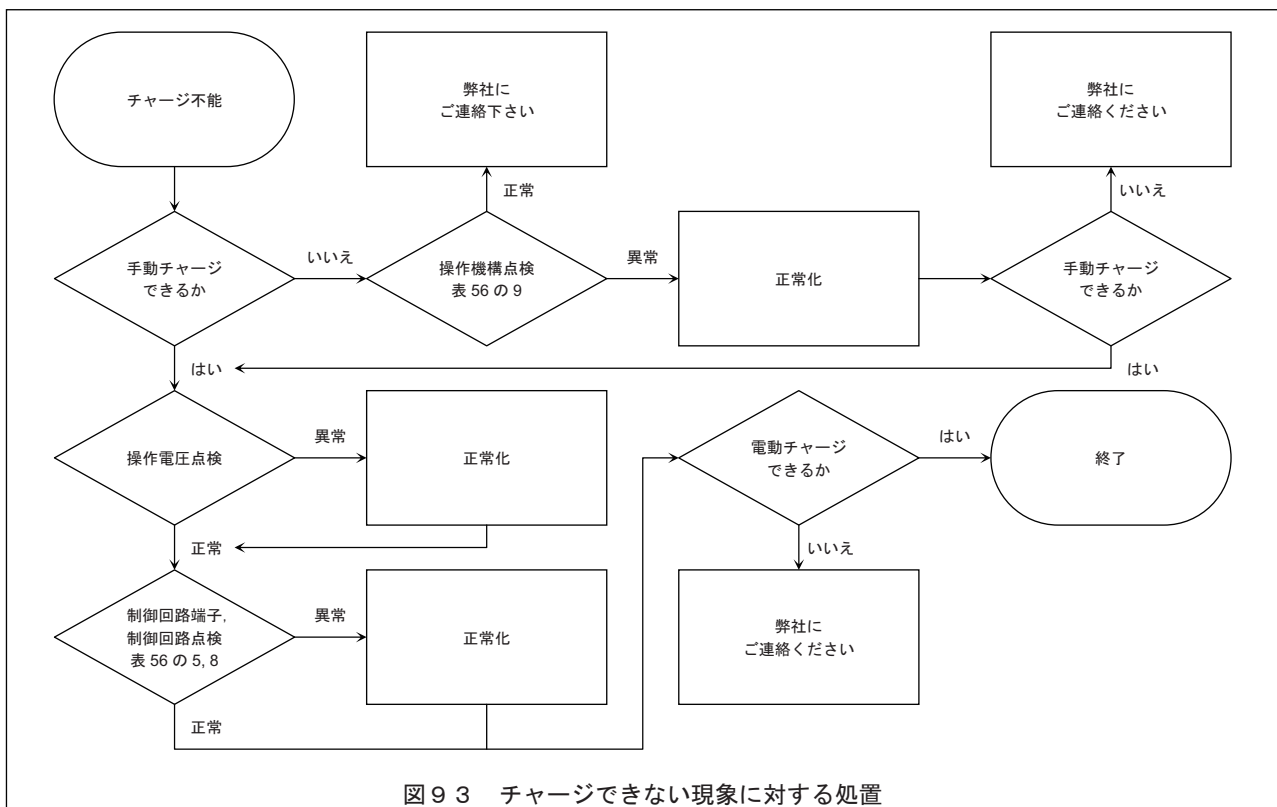 チャージ不能
弊社に
ご連絡下さい
弊社に
ご連絡ください
正常
いいえ
手動チャージ
できるか
いいえ
操作機構点検
表 56 の 9
異常
正常化
手動チャージ
できるか
はい
はい
操作電圧点検
異常
正常化
電動チャージ
できるか
はい
終了
正常
いいえ
制御回路端子,
制御回路点検
表 56 の 5, 8
異常
正常化
弊社に
ご連絡ください
正常
図93 チャージできない現象に対する処置